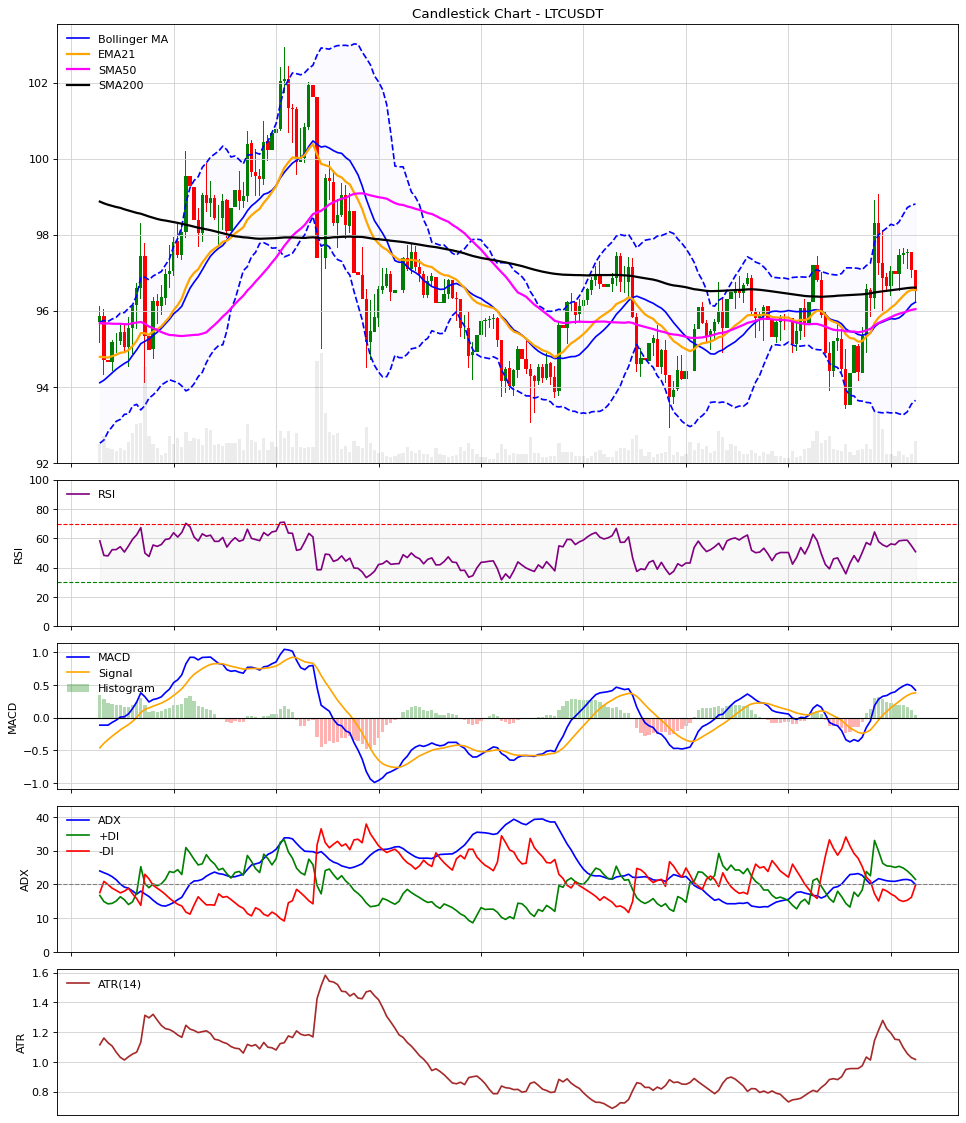 Candlestick Chart - LTCUSDT
Bollinger MA
EMA21
SMA50
SMA200
102
100
98
96
94
92
RSI
100
80
60
40
20
0
RSI
MACD
Signal
Histogram
1.0
0.5
0.0
−0.5
−1.0
MACD
ADX
+DI
-DI
40
30
20
10
0
ADX
ATR(14)
1.6
1.4
1.2
1.0
0.8
ATR